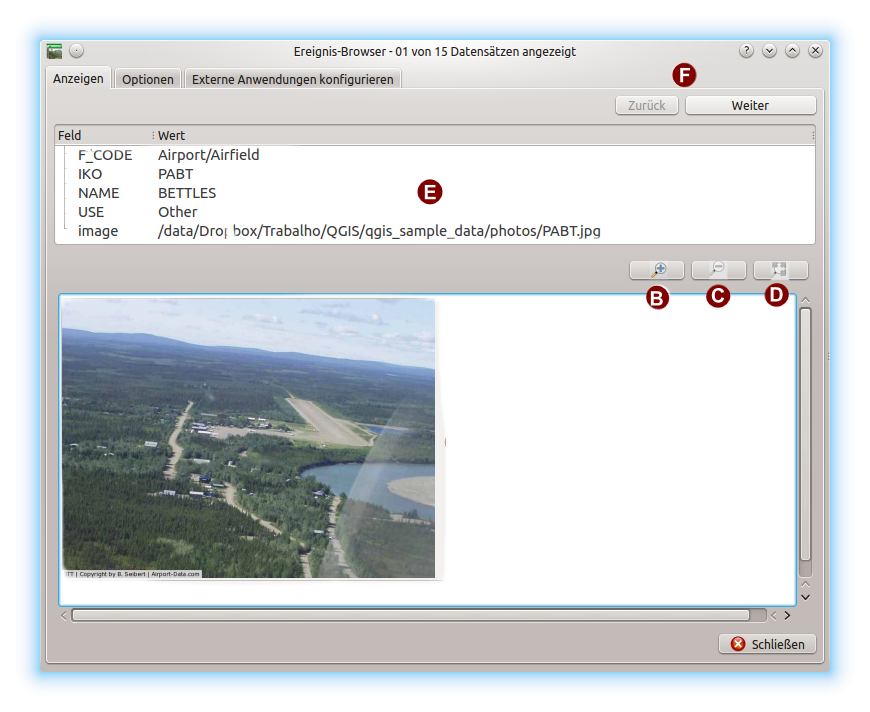 Ereignis-Browser - 01 von 15 Datensätzen angezeigt
Anzeigen Optionen Externe Anwendungen konfigurieren
F
Zurück Weiter
Feld Wert
F_CODE Airport/Airfield
IKO PABT
NAME BETTLES
E
USE Other
image /data/Dropbox/Trabalho/QGIS/qgis_sample_data/photos/PABT.jpg
B C D
| Copyright by B. Seibert | Airport-Data.com
Schließen